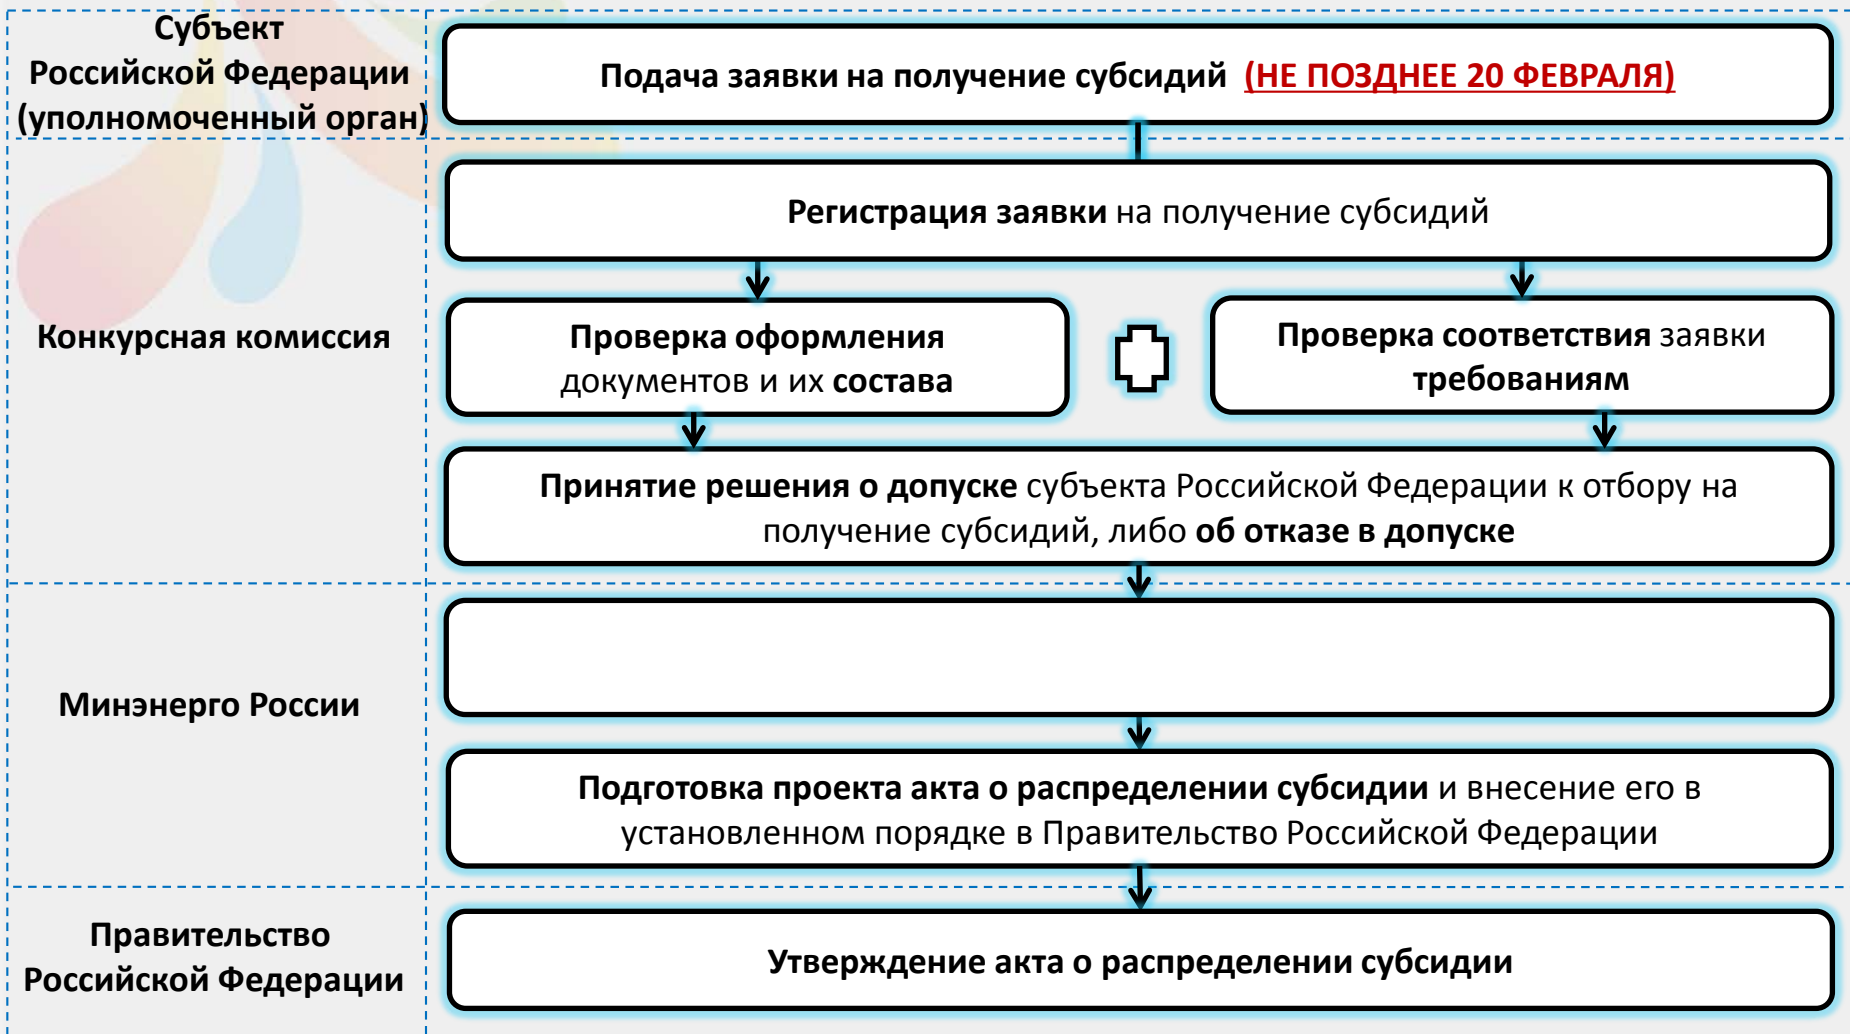 Субъект
Российской Федерации
(уполномоченный орган)
Подача заявки на получение субсидий (НЕ ПОЗДНЕЕ 20 ФЕВРАЛЯ)
Конкурсная комиссия
Регистрация заявки на получение субсидий
Проверка оформления
документов и их состава
Проверка соответствия заявки
требованиям
Принятие решения о допуске субъекта Российской Федерации к отбору на
получение субсидий, либо об отказе в допуске
Минэнерго России
Подготовка проекта акта о распределении субсидии и внесение его в
установленном порядке в Правительство Российской Федерации
Правительство
Российской Федерации
Утверждение акта о распределении субсидии